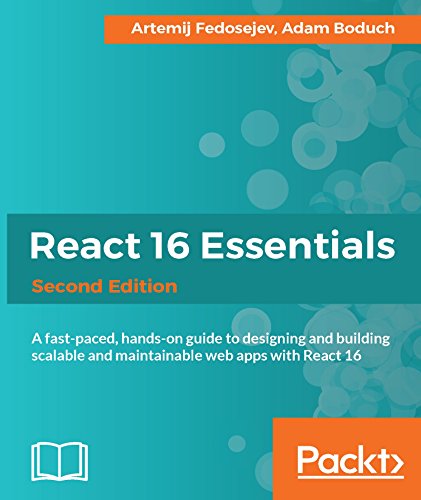 Artemij Fedosejev, Adam Boduch
React 16 Essentials
Second Edition
A fast-paced, hands-on guide to designing and building
scalable and maintainable web apps with React 16
Packt>